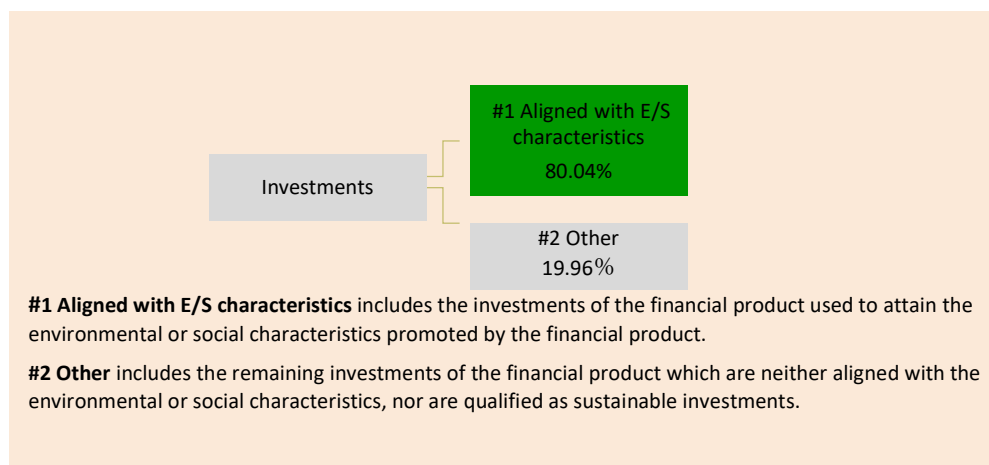 #1 Aligned with E/S
characteristics
80.04%
Investments
#2 Other
19.96%
#1 Aligned with E/S characteristics includes the investments of the financial product used to attain the
environmental or social characteristics promoted by the financial product.
#2 Other includes the remaining investments of the financial product which are neither aligned with the
environmental or social characteristics, nor are qualified as sustainable investments.